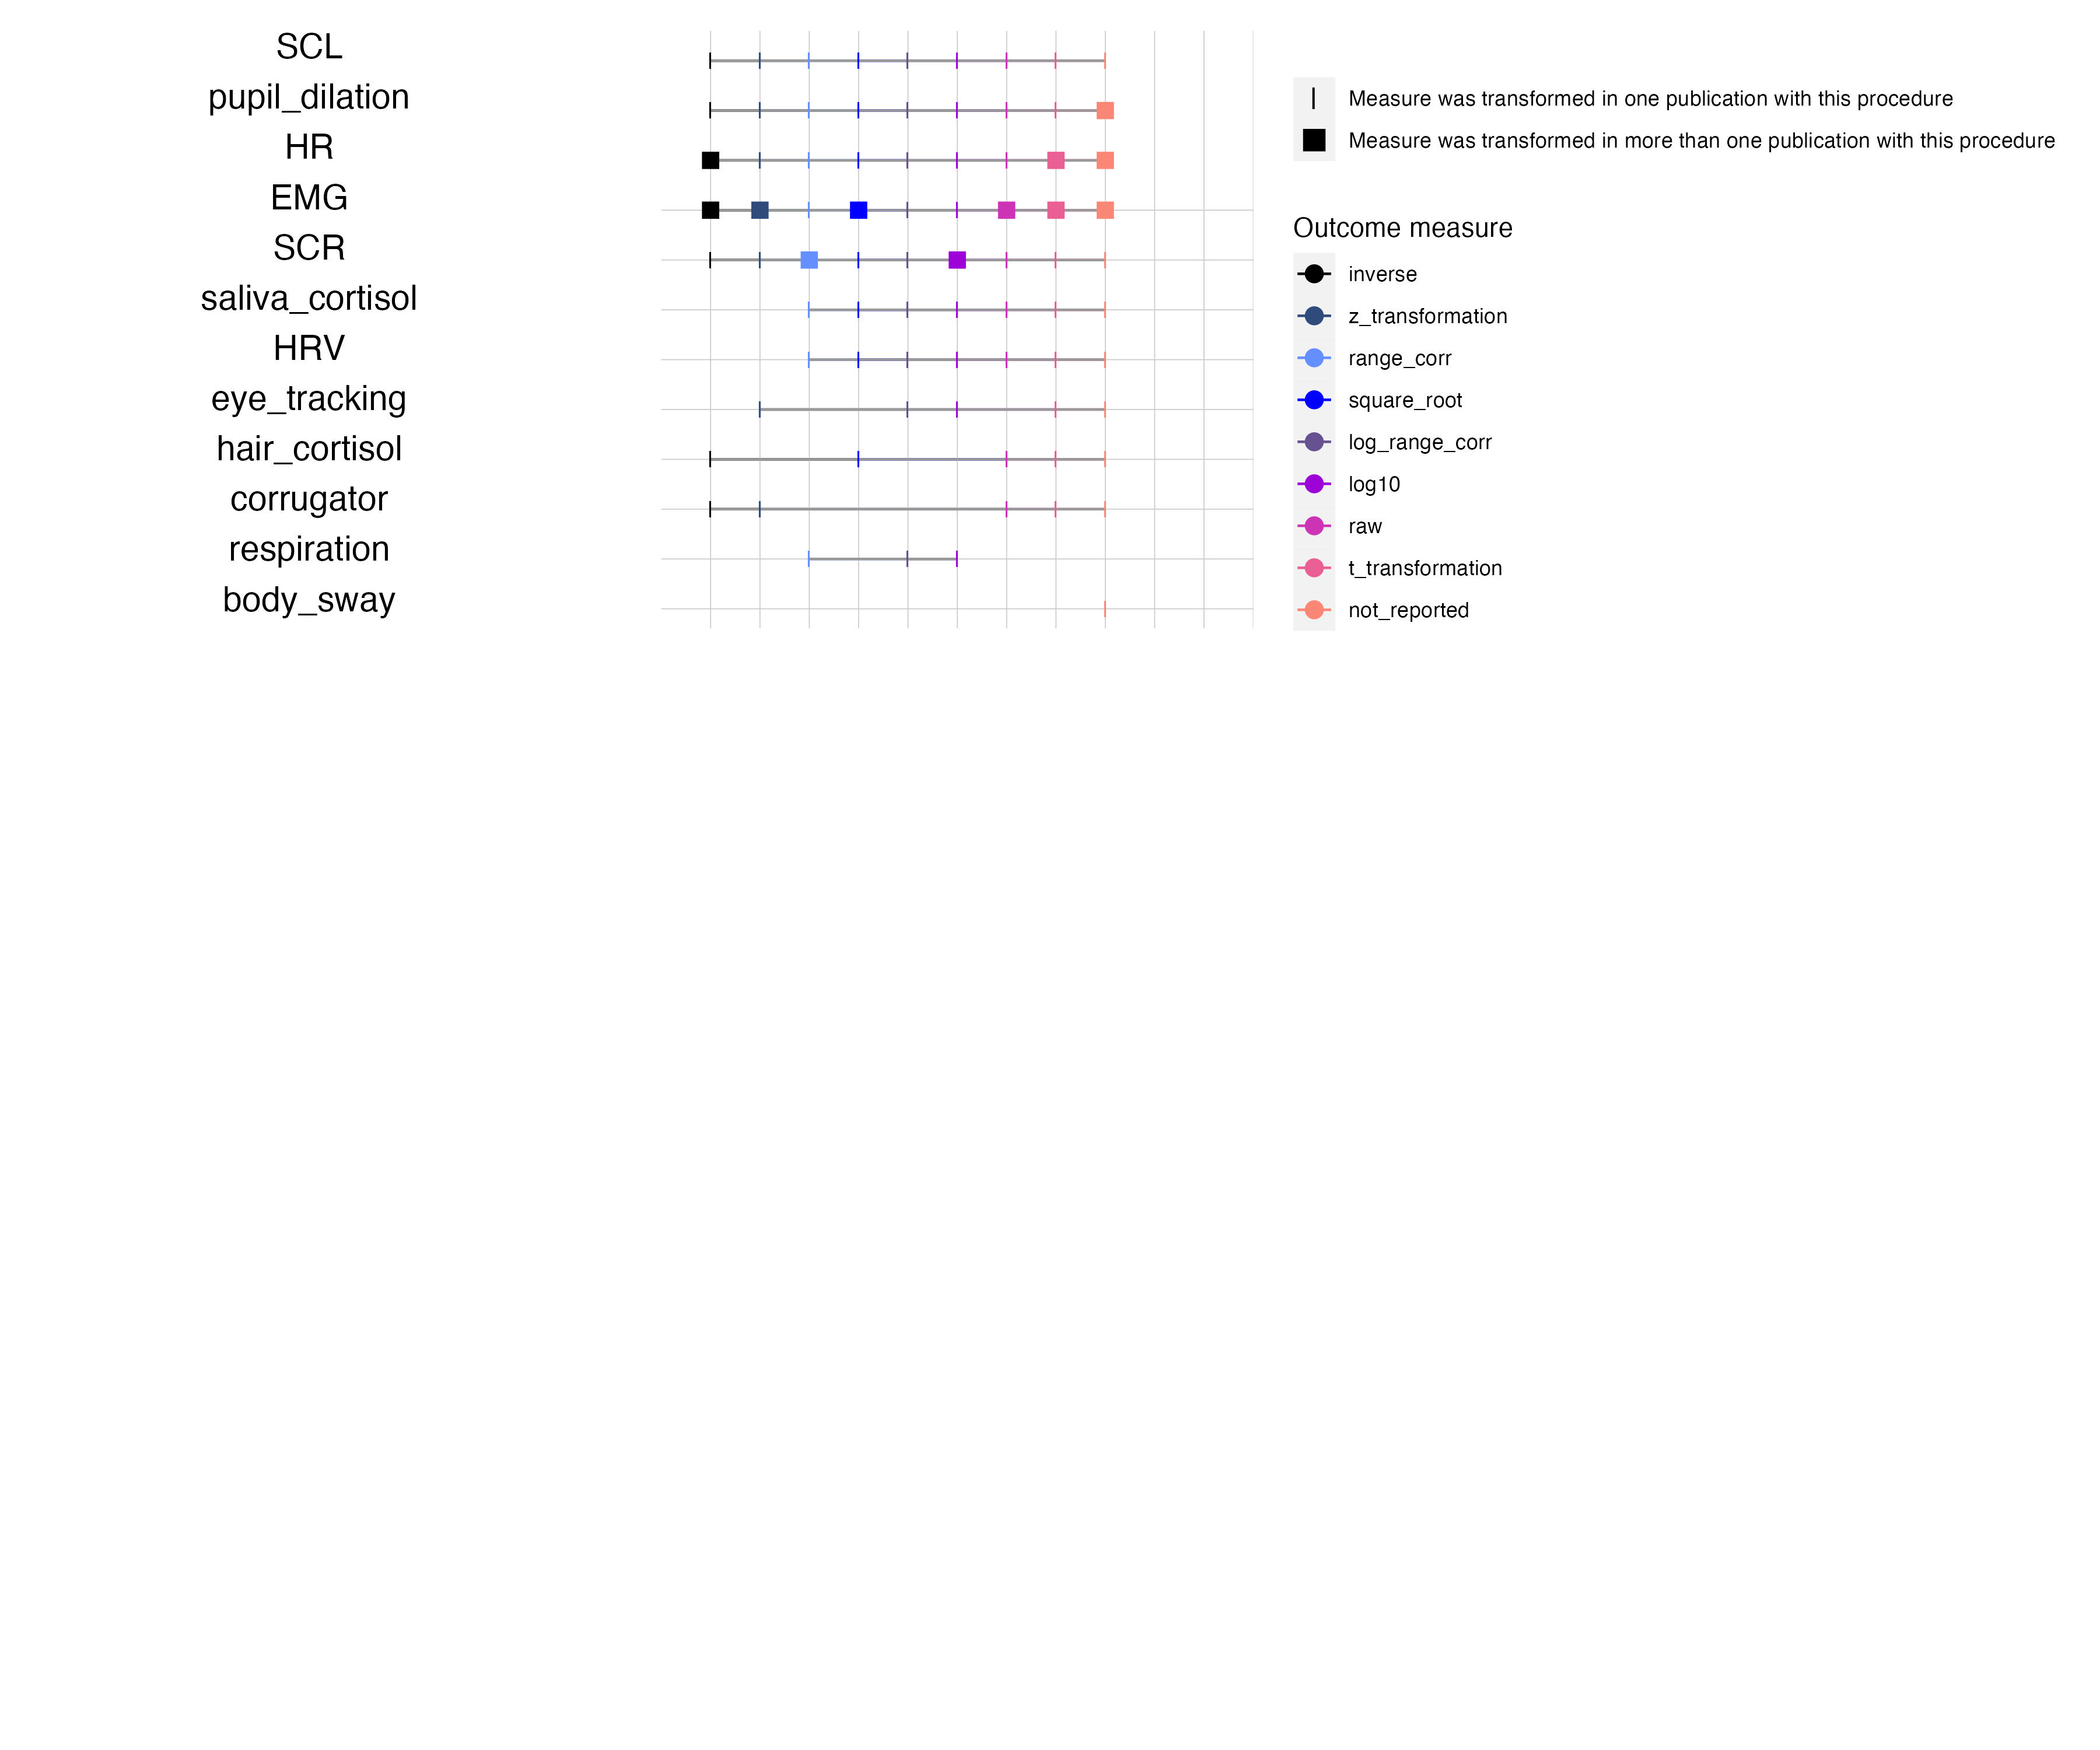 SCL
pupil_dilation
HR
EMG
SCR
saliva_cortisol
HRV
eye_tracking
hair_cortisol
corrugator
respiration
body_sway
Measure was transformed in one publication with this procedure
Measure was transformed in more than one publication with this procedure
Outcome measure
inverse
z_transformation
range_corr
square_root
log_range_corr
log10
raw
t_transformation
not_reported